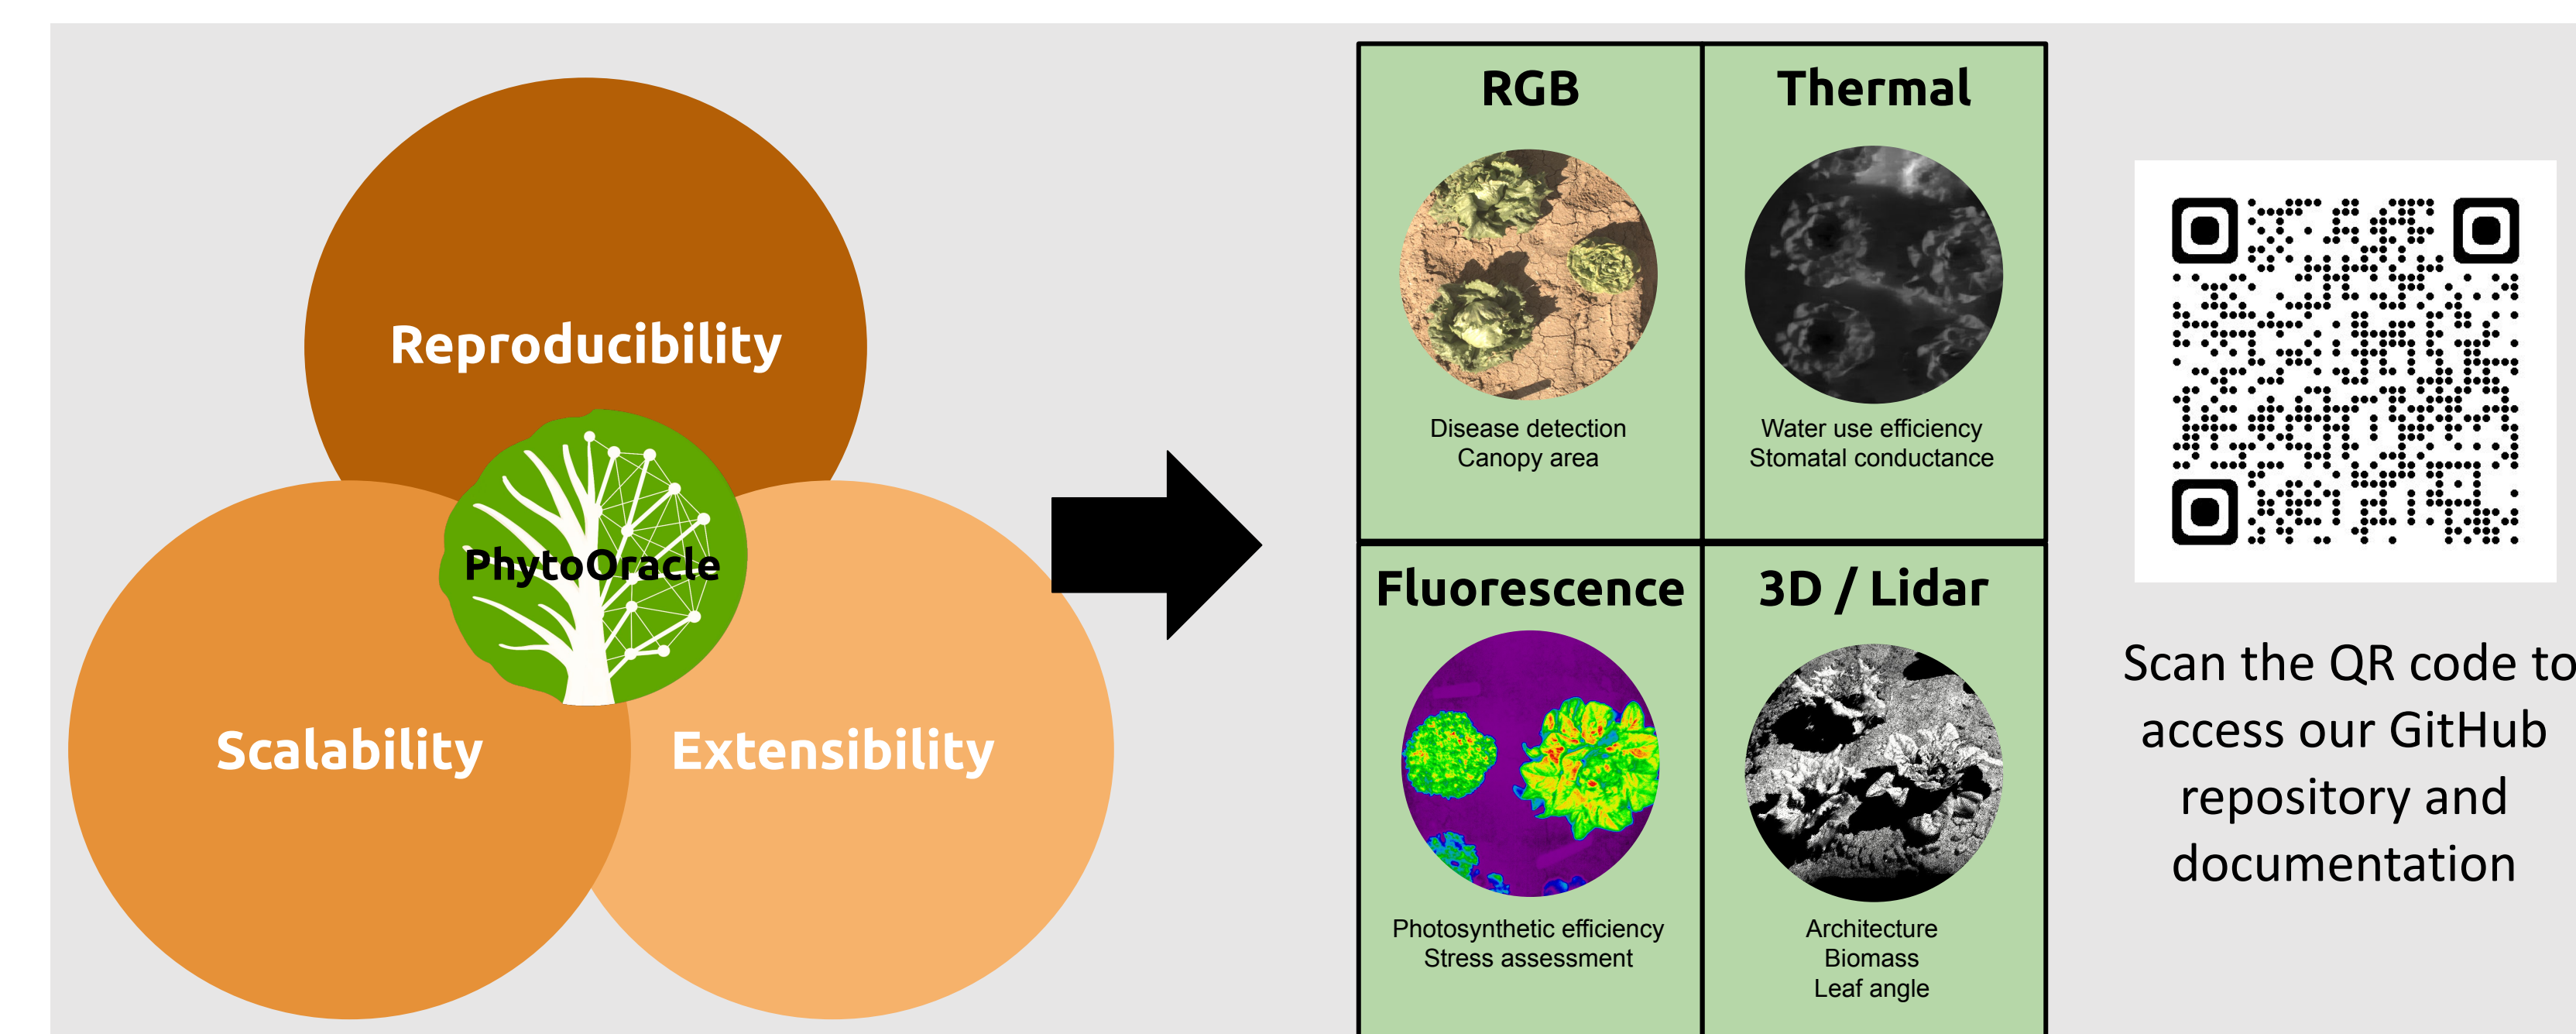 Reproducibility
PhytoOracle
Scalability
Extensibility
RGB
Disease detection
Canopy area
Thermal
Water use efficiency
Stomatal conductance
Fluorescence
Photosynthetic efficiency
Stress assessment
3D / Lidar
Architecture
Biomass
Leaf angle
Scan the QR code to
access our GitHub
repository and
documentation